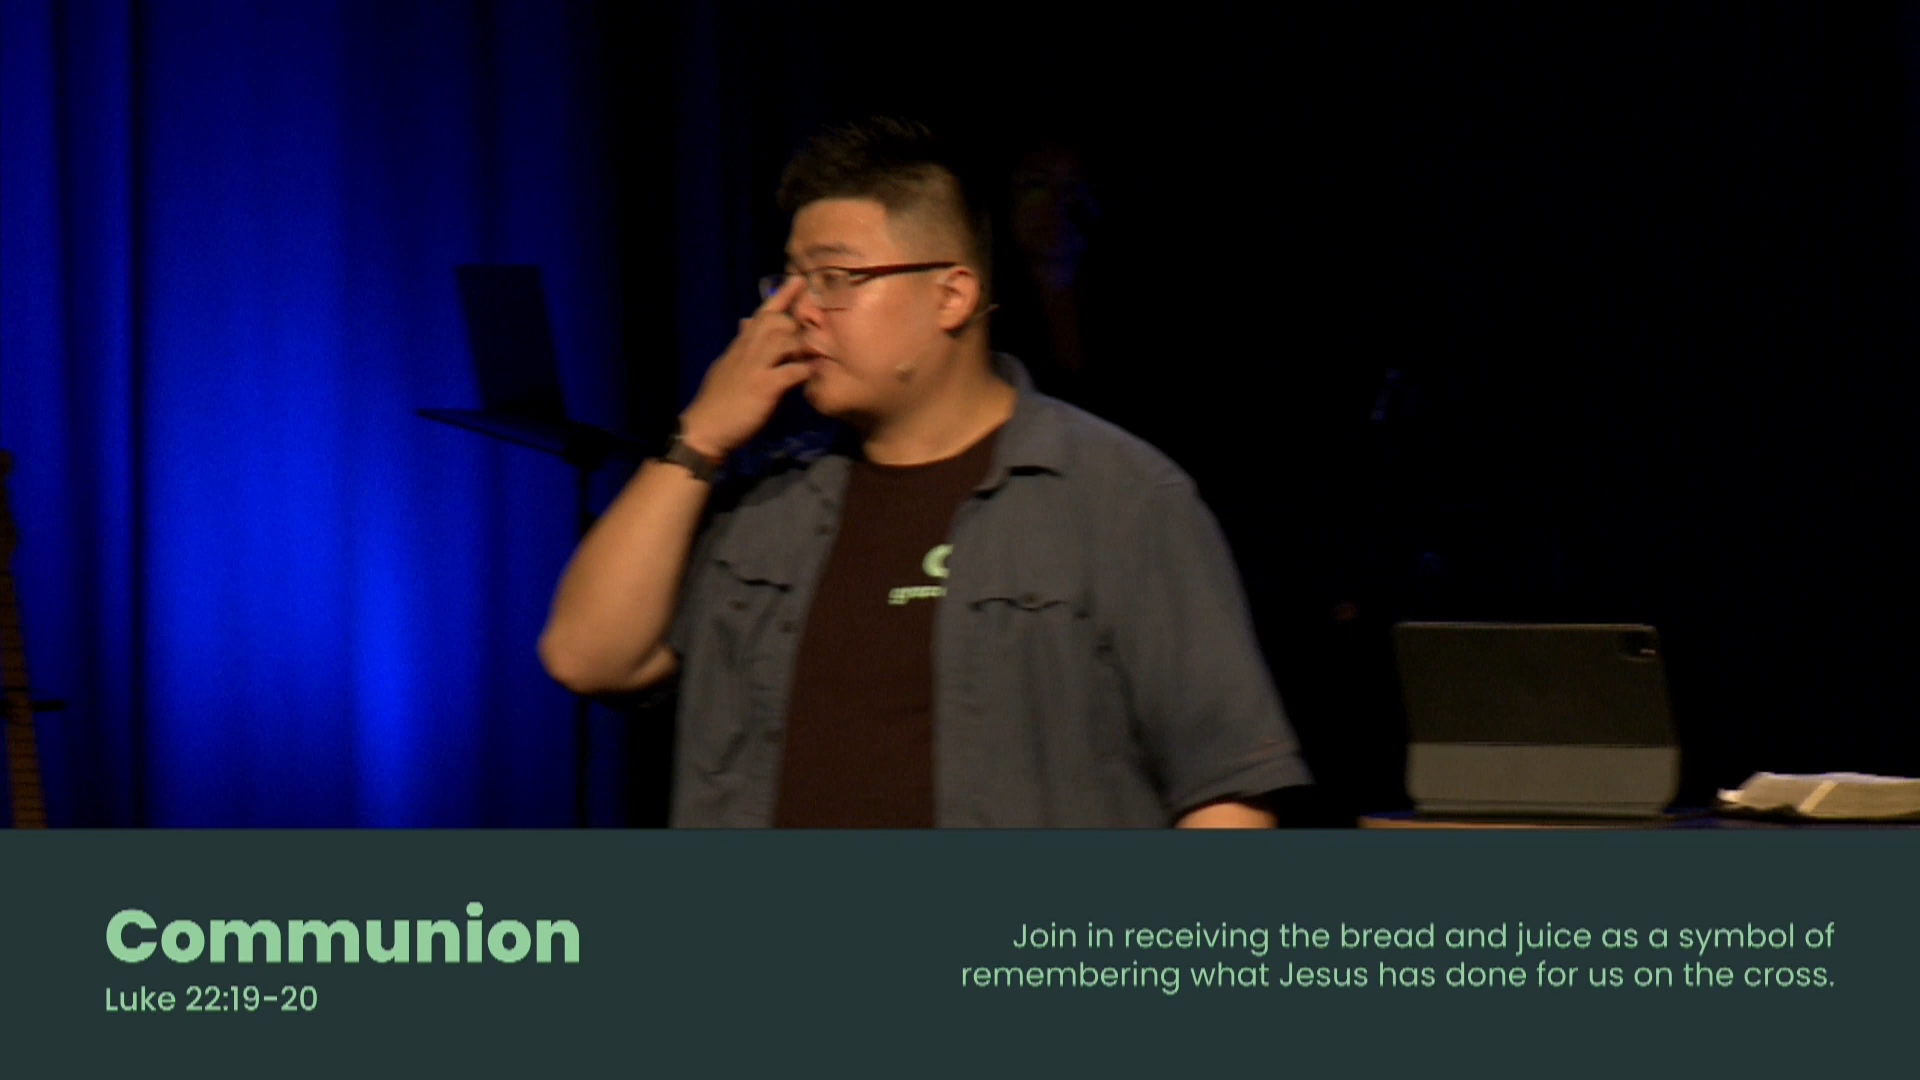 Communion
Luke 22:19-20
Join in receiving the bread and juice as a symbol of
remembering what Jesus has done for us on the cross.